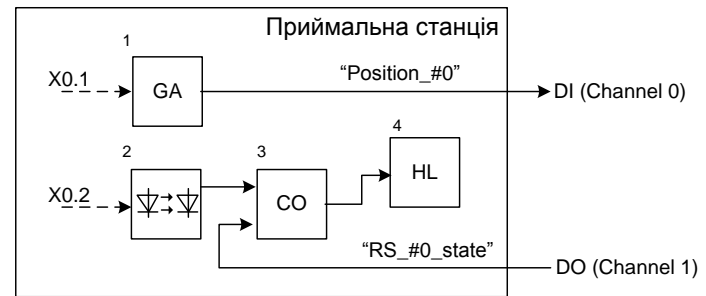 Приймальна станція
1
X0.1
GA
“Position_#0”
DI (Channel 0)
2
3
4
X0.2
CO
HL
“RS_#0_state”
DO (Channel 1)